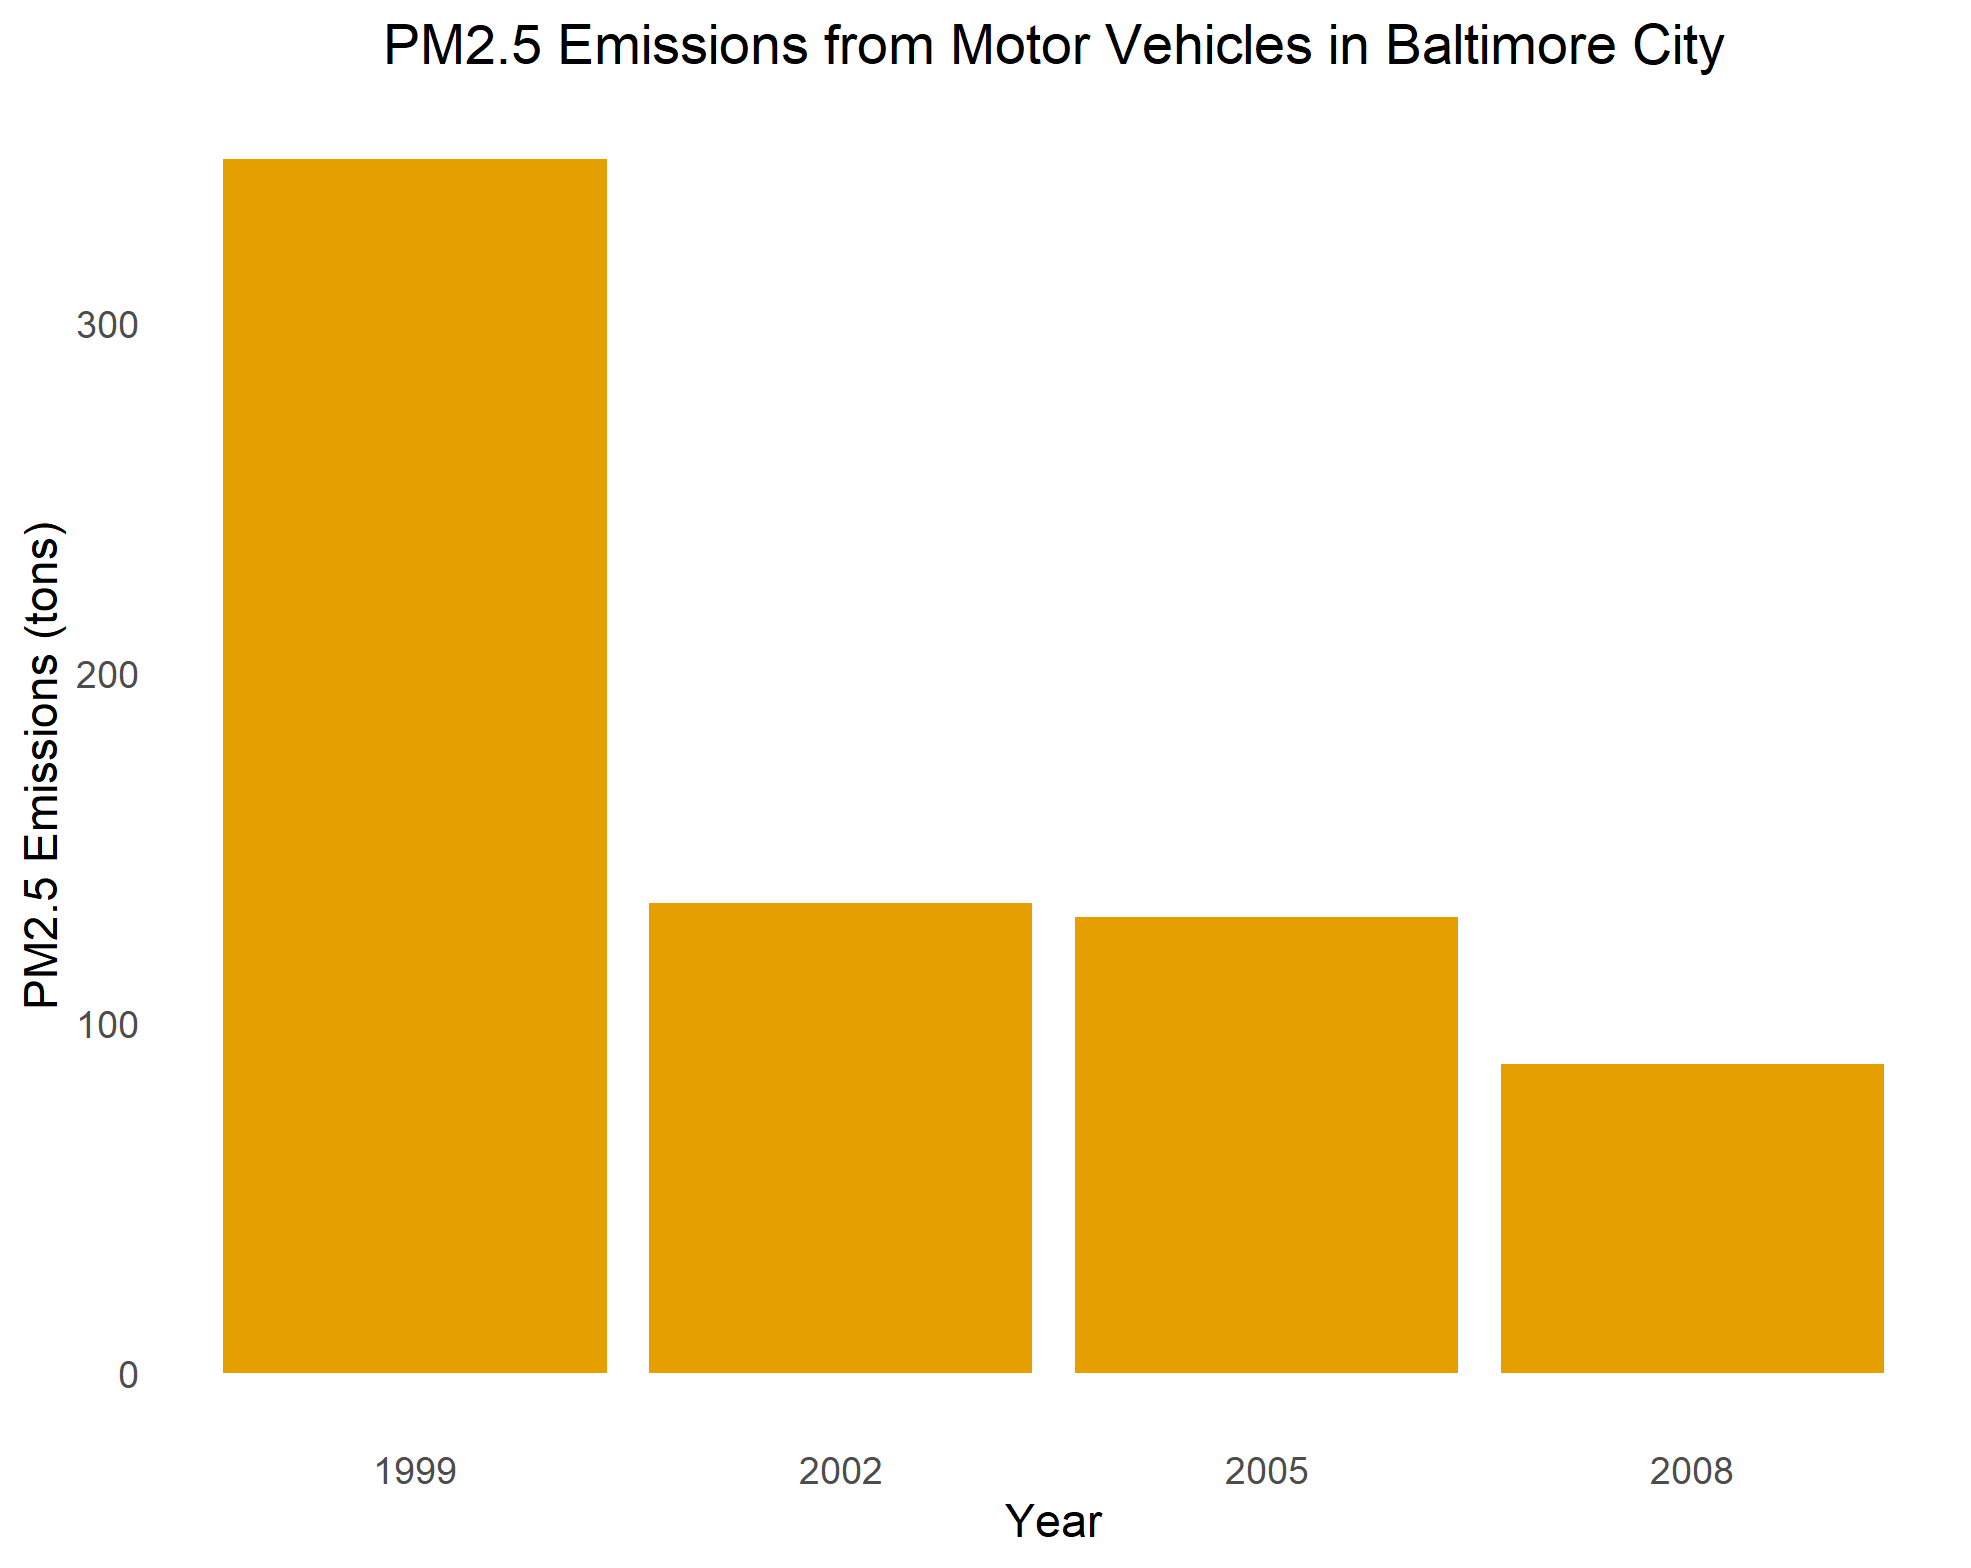 PM2.5 Emissions from Motor Vehicles in Baltimore City
PM2.5 Emissions (tons)
300
200
100
0
1999 2002 2005 2008
Year